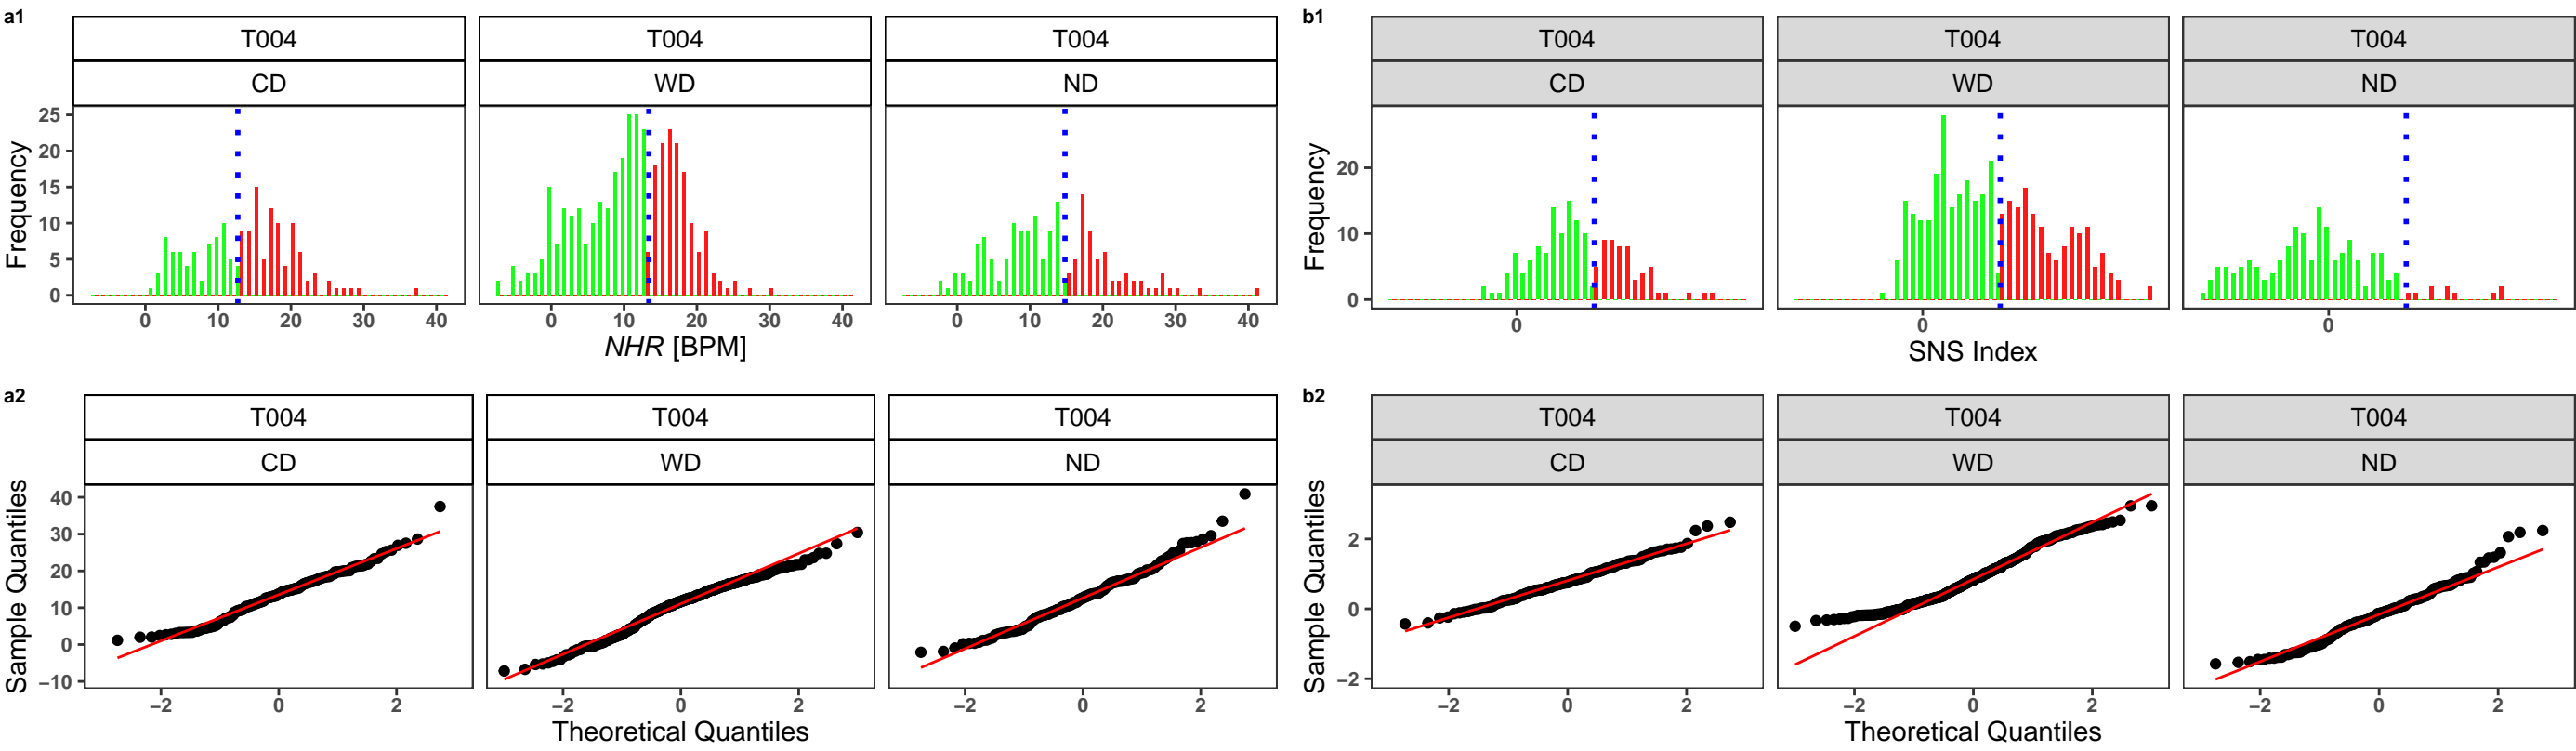 a1
T004 T004 T004
CD WD ND
Frequency
25
20
15
10
5
0
0 10 20 30 40 0 10 20 30 40 0 10 20 30 40
NHR [BPM]
b1
T004 T004 T004
CD WD ND
Frequency
20
10
0
0 0 0
SNS Index
a2
T004 T004 T004
CD WD ND
Sample Quantiles
40
30
20
10
0
−10
−2 0 2 −2 0 2 −2 0 2
Theoretical Quantiles
b2
T004 T004 T004
CD WD ND
Sample Quantiles
2
0
−2
−2 0 2 −2 0 2 −2 0 2
Theoretical Quantiles